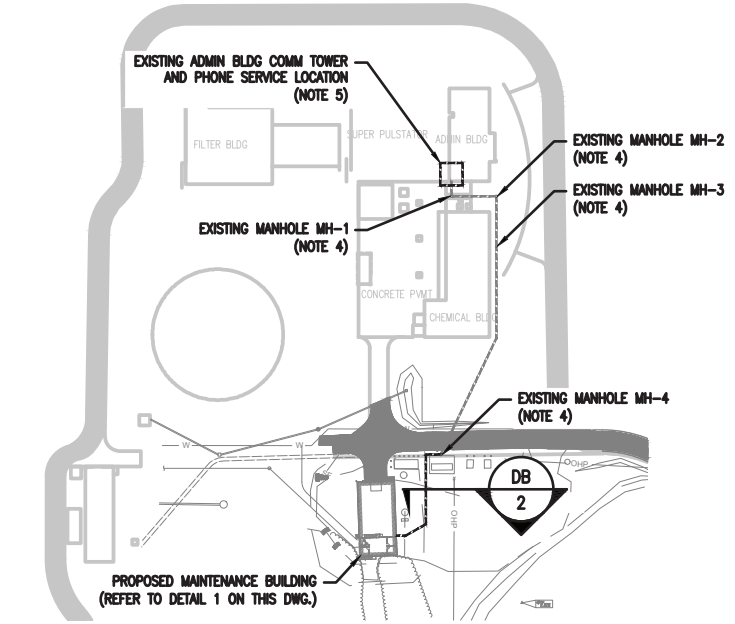 EXISTING ADMIN BLDG COMM TOWER
AND PHONE SERVICE LOCATION
(NOTE 5)
SUPER PULSTATOR
ADMIN BLDG
FILTER BLDG
EXISTING MANHOLE MH-2
(NOTE 4)
EXISTING MANHOLE MH-3
(NOTE 4)
EXISTING MANHOLE MH-1
(NOTE 4)
CONCRETE PVMT
CHEMICAL BLDG
EXISTING MANHOLE MH-4
(NOTE 4)
W
W
OHP
DB
2
OHP
PROPOSED MAINTENANCE BUILDING
(REFER TO DETAIL 1 ON THIS DWG.)